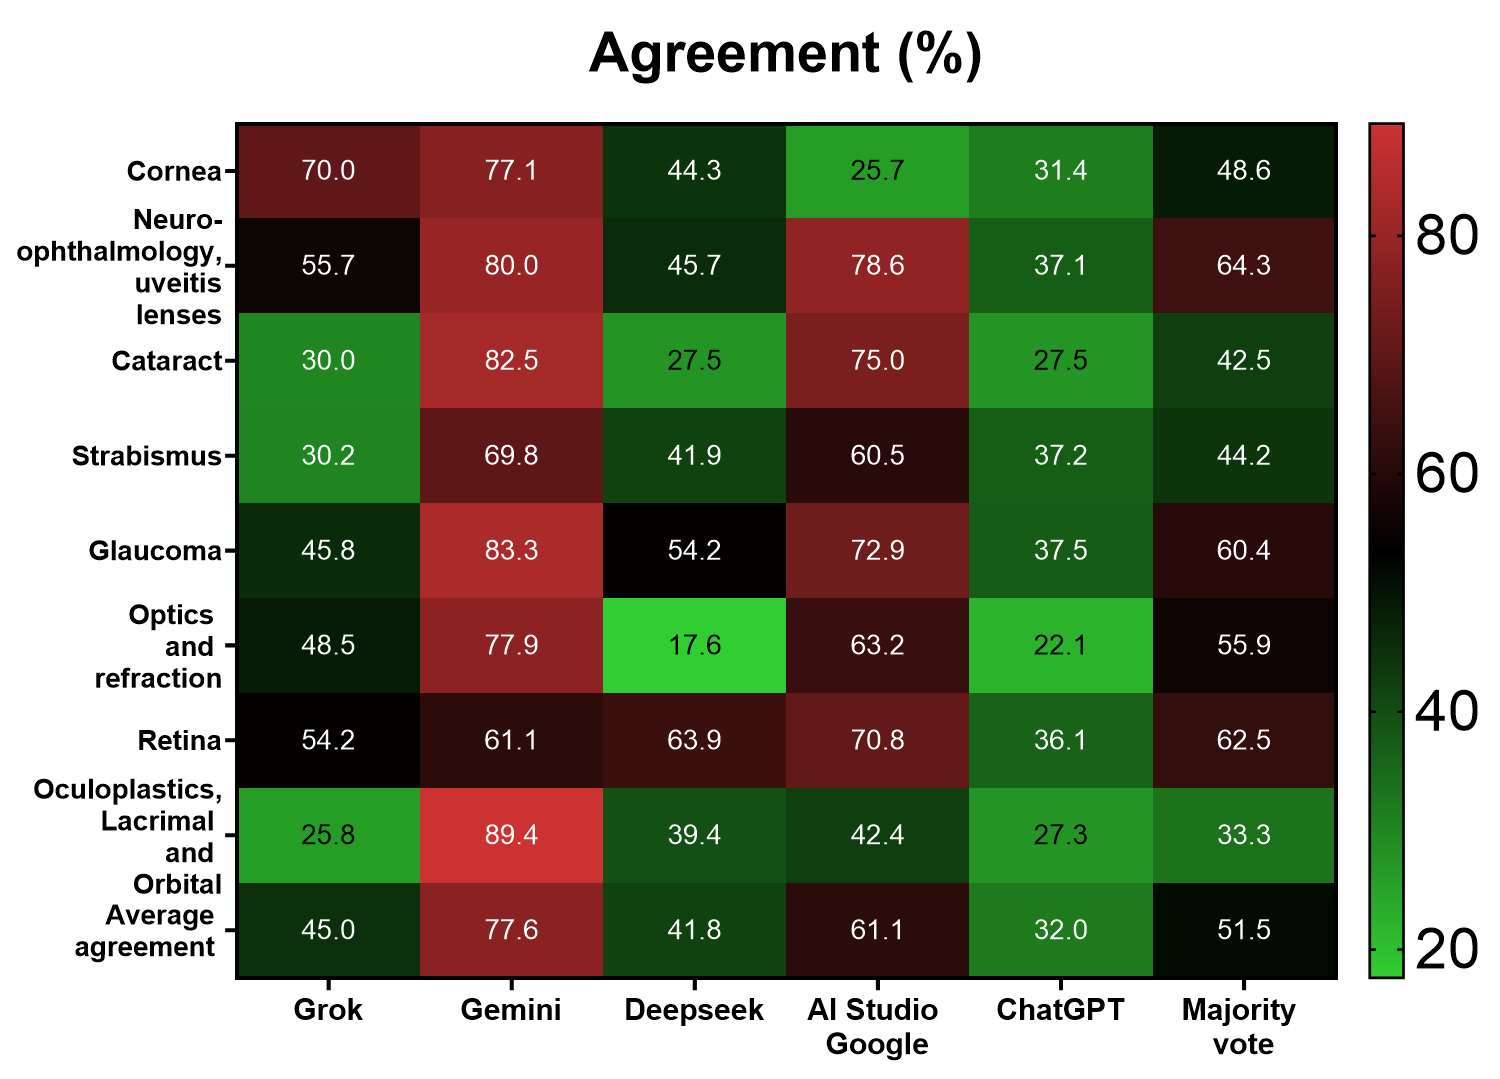 Agreement (%)
Cornea 70.0 77.1 44.3 25.7 31.4 48.6
Neuro-
ophthalmology,
uveitis
lenses
55.7 80.0 45.7 78.6 37.1 64.3
Cataract 30.0 82.5 27.5 75.0 27.5 42.5
Strabismus 30.2 69.8 41.9 60.5 37.2 44.2
Glaucoma 45.8 83.3 54.2 72.9 37.5 60.4
Optics
and
refraction
48.5 77.9 17.6 63.2 22.1 55.9
Retina 54.2 61.1 63.9 70.8 36.1 62.5
Oculoplastics,
Lacrimal
and
Orbital
25.8 89.4 39.4 42.4 27.3 33.3
Average
agreement
45.0 77.6 41.8 61.1 32.0 51.5
Grok Gemini Deepseek AI Studio ChatGPT Majority
Google vote
80
60
40
20